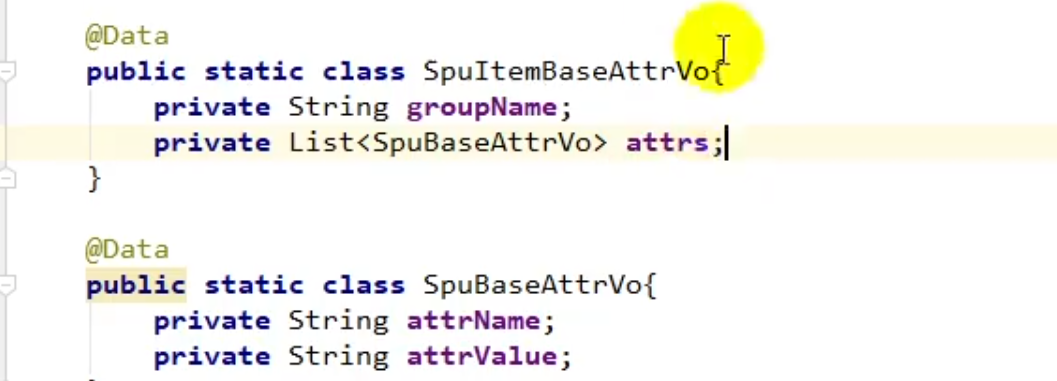 @Data
public static class SpuItemBaseAttrVo{
private String groupName;
private List<SpuBaseAttrVo> attrs;
}
@Data
public static class SpuBaseAttrVo{
private String attrName;
private String attrValue;